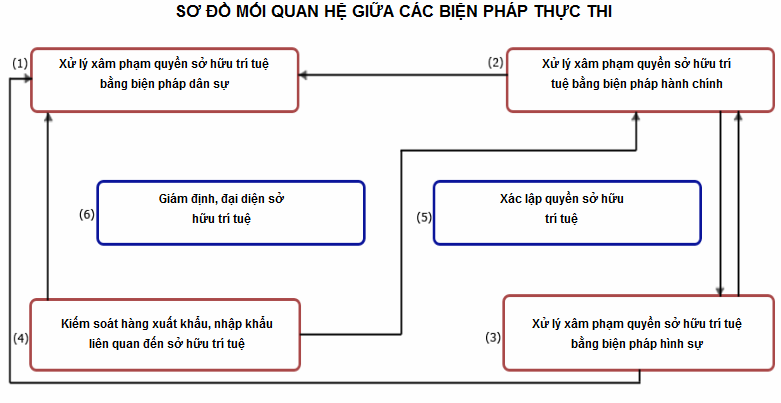 SƠ ĐỒ MỐI QUAN HỆ GIỮA CÁC BIỆN PHÁP THỰC THI
(1)
Xử lý xâm phạm quyền sở hữu trí tuệ
bằng biện pháp dân sự
(2)
Xử lý xâm phạm quyền sở hữu trí
tuệ bằng biện pháp hành chính
(6)
Giám định, đại diện sở
hữu trí tuệ
(5)
Xác lập quyền sở hữu
trí tuệ
(4)
Kiểm soát hàng xuất khẩu, nhập khẩu
liên quan đến sở hữu trí tuệ
(3)
Xử lý xâm phạm quyền sở hữu trí tuệ
bằng biện pháp hình sự